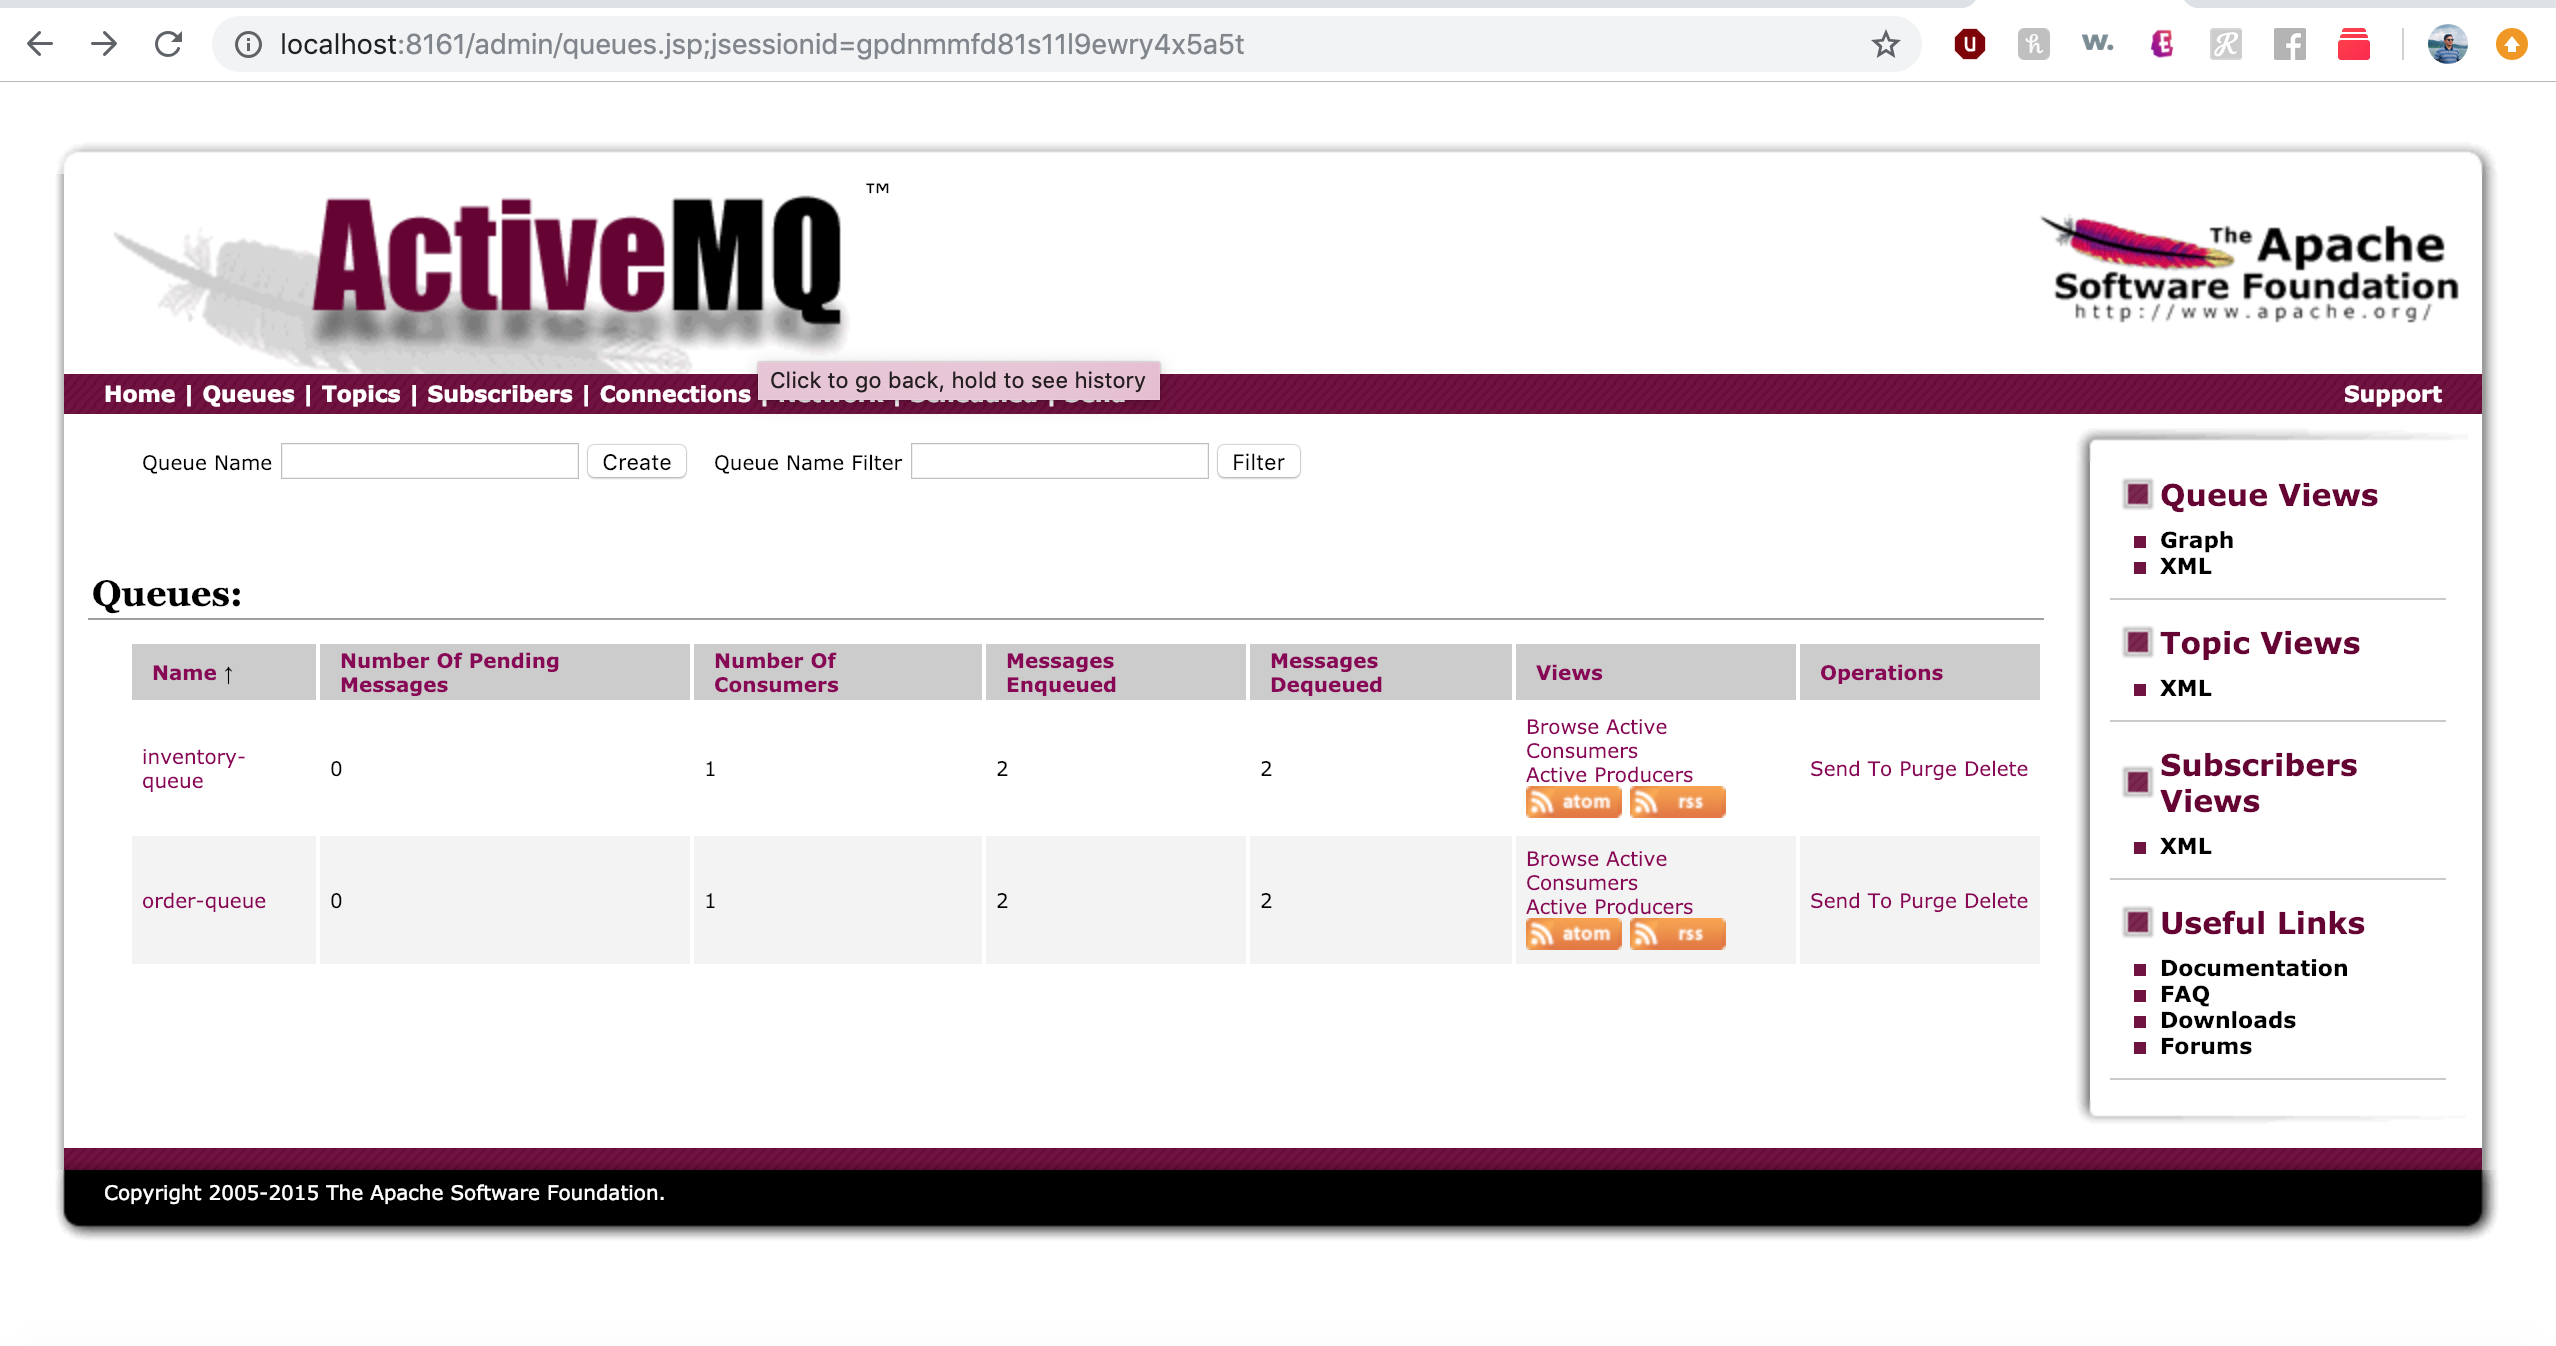 localhost:8161/admin/queues.jsp;jsessionid=gpdnmmfd81s11l9ewry4x5a5t
ActiveMQ ™
The Apache
Software Foundation
http://www.apache.org/
Click to go back, hold to see history
Home | Queues | Topics | Subscribers | Connections
Support
Queue Name Create Queue Name Filter Filter
Queues:
Name ↑ Number Of Pending Messages Number Of Consumers Messages Enqueued Messages Dequeued Views Operations
inventory-queue 0 1 2 2 Browse Active Consumers Active Producers atom rss Send To Purge Delete
order-queue 0 1 2 2 Browse Active Consumers Active Producers atom rss Send To Purge Delete
Queue Views
Graph
XML
Topic Views
XML
Subscribers
Views
XML
Useful Links
Documentation
FAQ
Downloads
Forums
Copyright 2005-2015 The Apache Software Foundation.